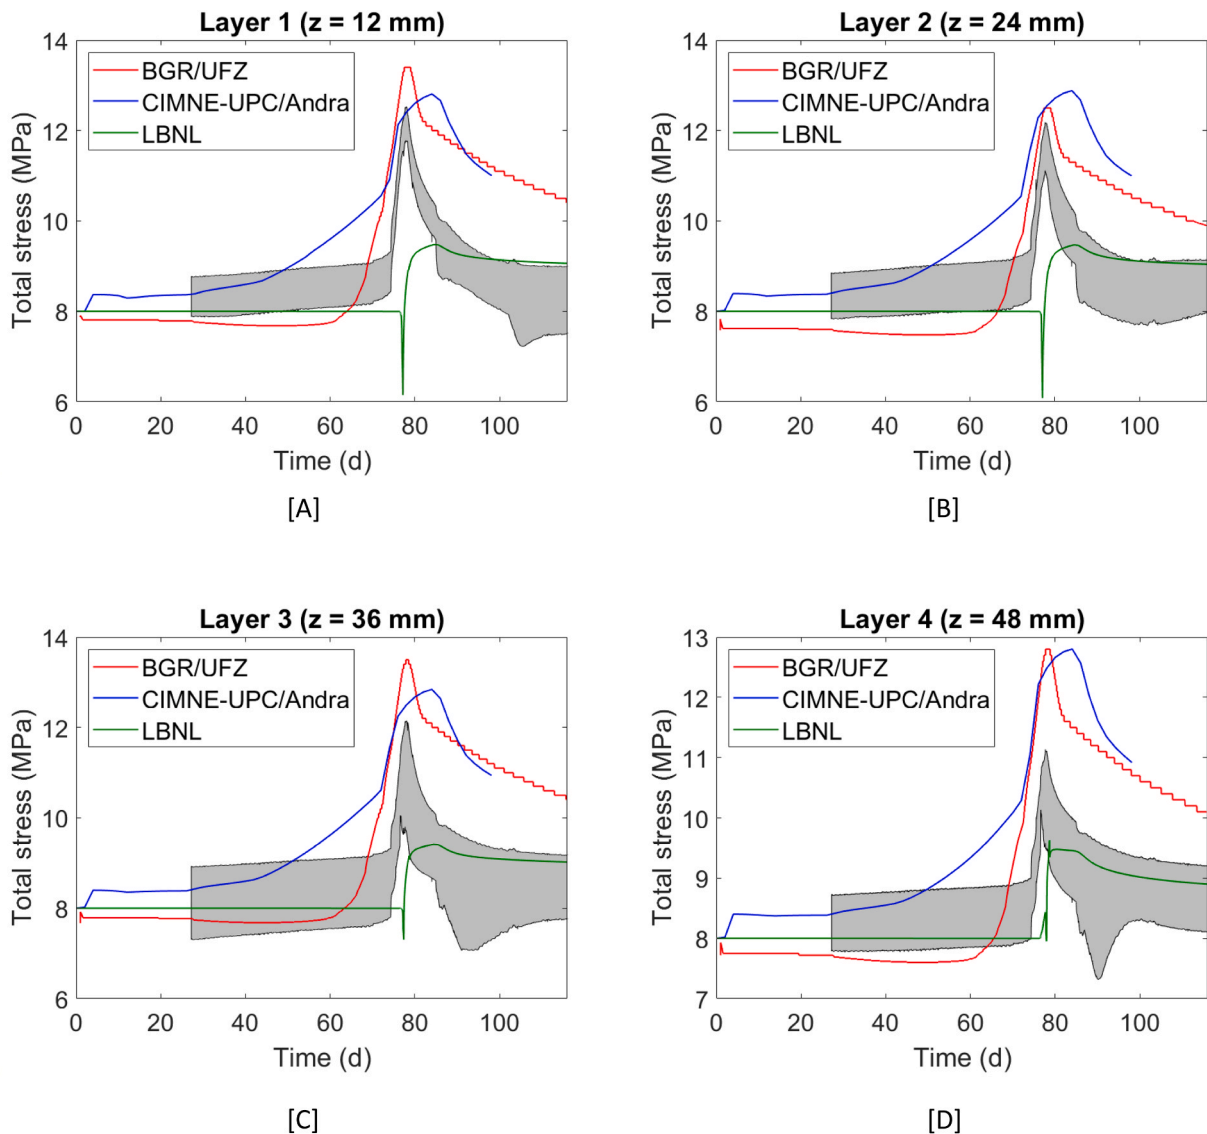 Layer 1 (z = 12 mm)
14
12
10
8
6
Total stress (MPa)
BGR/UFZ
CIMNE-UPC/Andra
LBNL
0 20 40 60 80 100
Time (d)
[A]
Layer 2 (z = 24 mm)
14
12
10
8
6
Total stress (MPa)
BGR/UFZ
CIMNE-UPC/Andra
LBNL
0 20 40 60 80 100
Time (d)
[B]
Layer 3 (z = 36 mm)
14
12
10
8
6
Total stress (MPa)
BGR/UFZ
CIMNE-UPC/Andra
LBNL
0 20 40 60 80 100
Time (d)
[C]
Layer 4 (z = 48 mm)
13
12
11
10
9
8
7
Total stress (MPa)
BGR/UFZ
CIMNE-UPC/Andra
LBNL
0 20 40 60 80 100
Time (d)
[D]